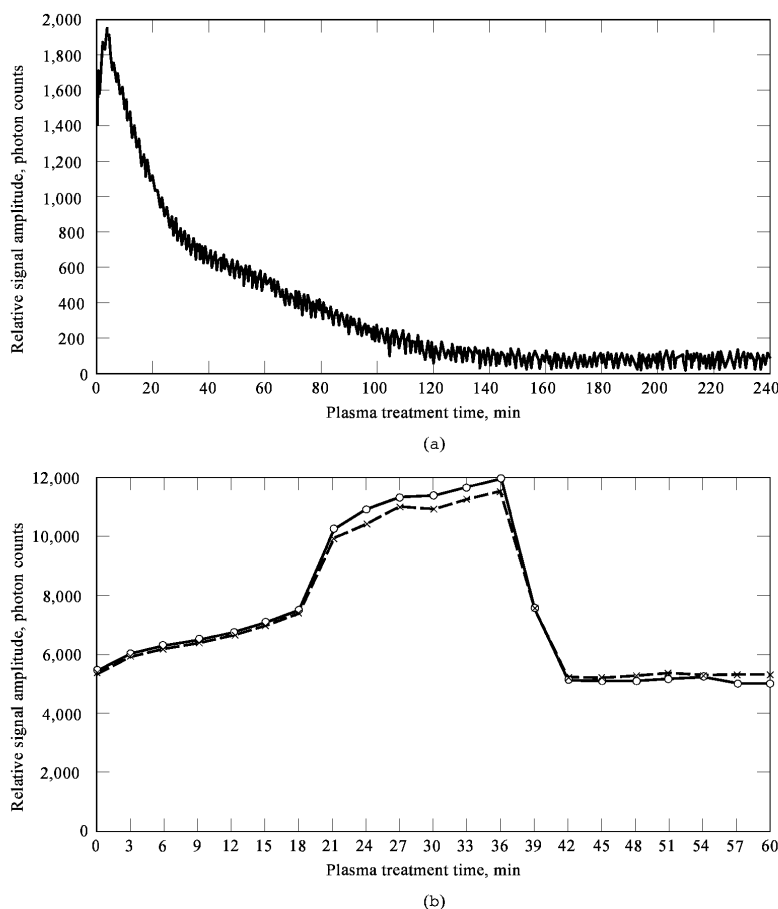 2,000
1,800
1,600
1,400
1,200
1,000
800
600
400
200
0
Relative signal amplitude, photon counts
0 20 40 60 80 100 120 140 160 180 200 220 240
Plasma treatment time, min
(a)
12,000
10,000
8,000
6,000
4,000
2,000
0
Relative signal amplitude, photon counts
0 3 6 9 12 15 18 21 24 27 30 33 36 39 42 45 48 51 54 57 60
Plasma treatment time, min
(b)